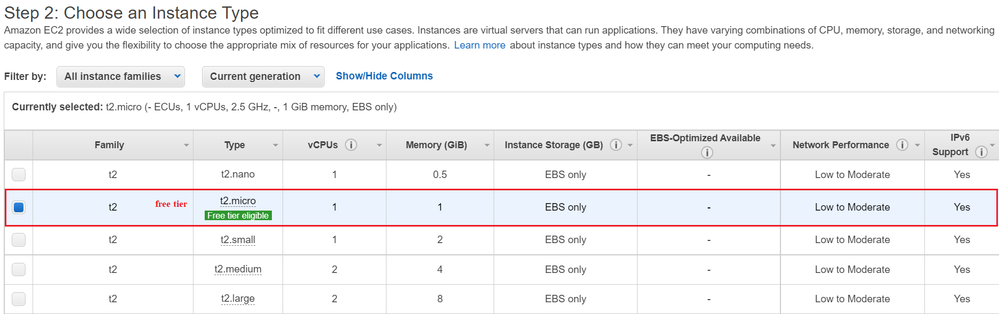 Step 2: Choose an Instance Type
Amazon EC2 provides a wide selection of instance types optimized to fit different use cases. Instances are virtual servers that can run applications. They have varying combinations of CPU, memory, storage, and networking
capacity, and give you the flexibility to choose the appropriate mix of resources for your applications. Learn more about instance types and how they can meet your computing needs.
Filter by: All instance families Current generation Show/Hide Columns
Currently selected: t2.micro (- ECUs, 1 vCPUs, 2.5 GHz, -, 1 GiB memory, EBS only)
Family Type vCPUs i Memory (GiB) Instance Storage (GB) i EBS-Optimized Available i Network Performance i IPv6 Support i
t2 t2.nano 1 0.5 EBS only - Low to Moderate Yes
t2 free tier t2.micro Free tier eligible 1 1 EBS only - Low to Moderate Yes
t2 t2.small 1 2 EBS only - Low to Moderate Yes
t2 t2.medium 2 4 EBS only - Low to Moderate Yes
t2 t2.large 2 8 EBS only - Low to Moderate Yes